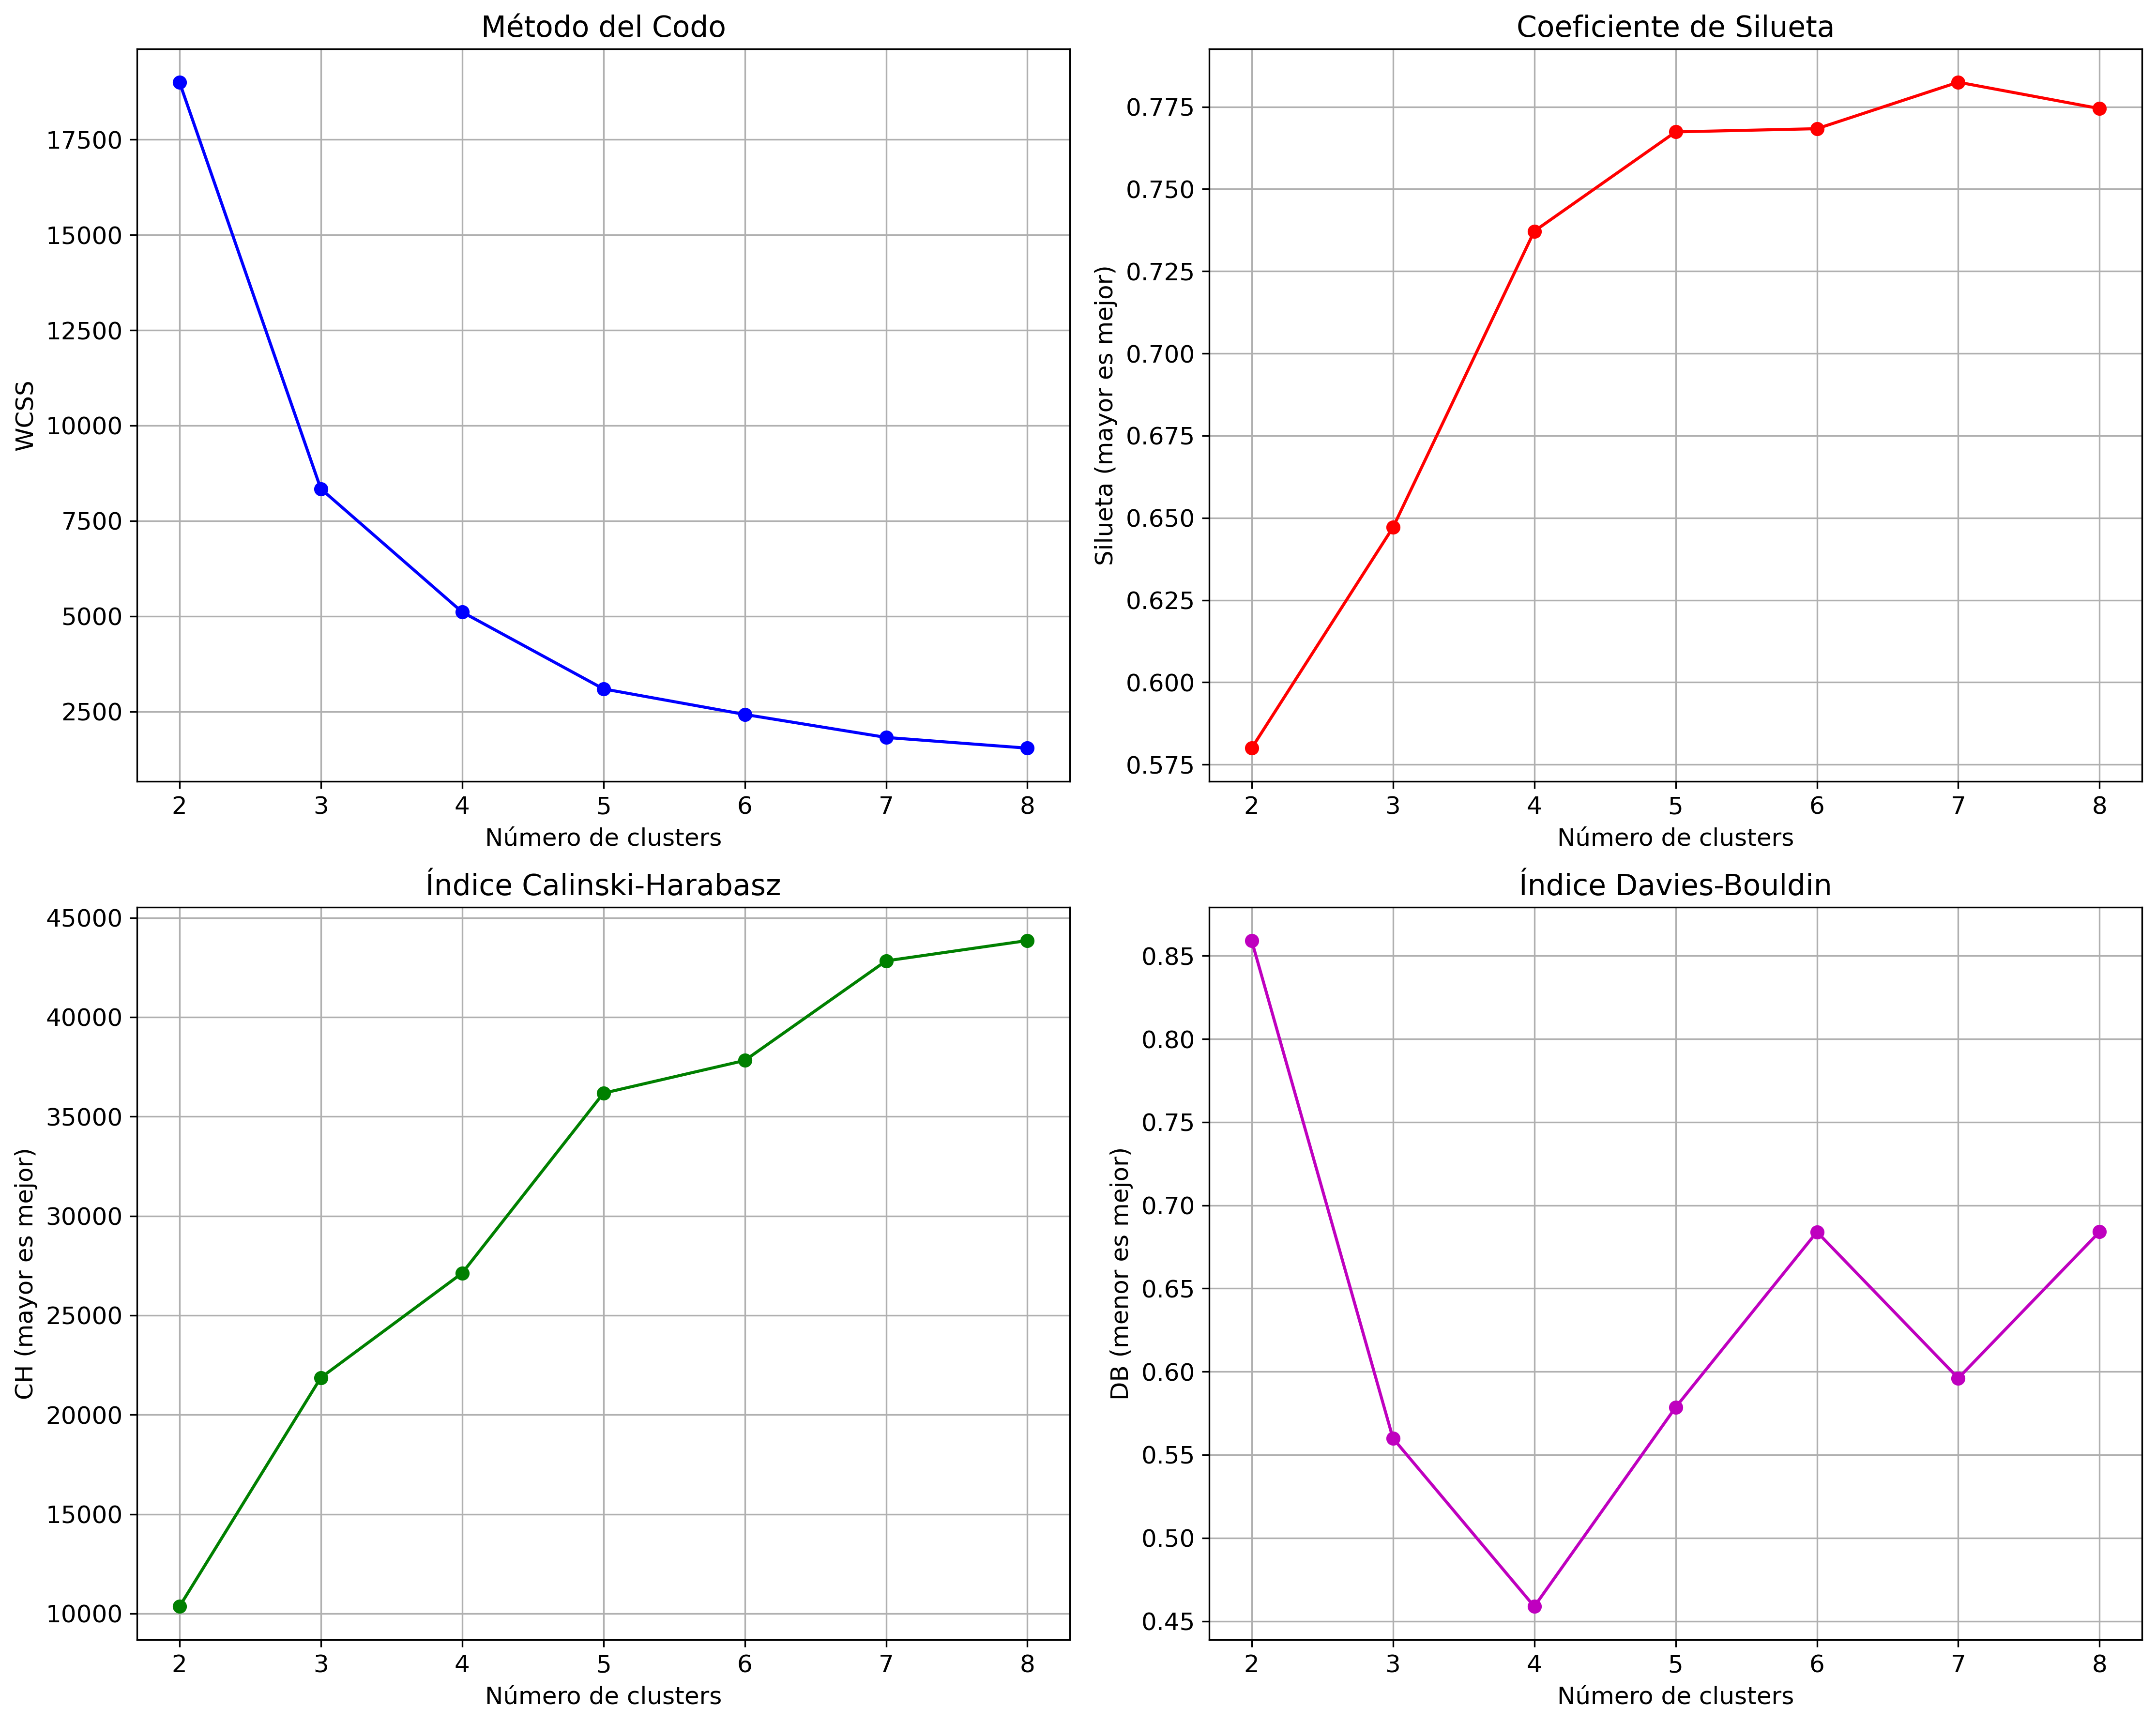 Método del Codo
WCSS
17500
15000
12500
10000
7500
5000
2500
2 3 4 5 6 7 8
Número de clusters
Coeficiente de Silueta
Silueta (mayor es mejor)
0.775
0.750
0.725
0.700
0.675
0.650
0.625
0.600
0.575
2 3 4 5 6 7 8
Número de clusters
Índice Calinski-Harabasz
CH (mayor es mejor)
45000
40000
35000
30000
25000
20000
15000
10000
2 3 4 5 6 7 8
Número de clusters
Índice Davies-Bouldin
DB (menor es mejor)
0.85
0.80
0.75
0.70
0.65
0.60
0.55
0.50
0.45
2 3 4 5 6 7 8
Número de clusters